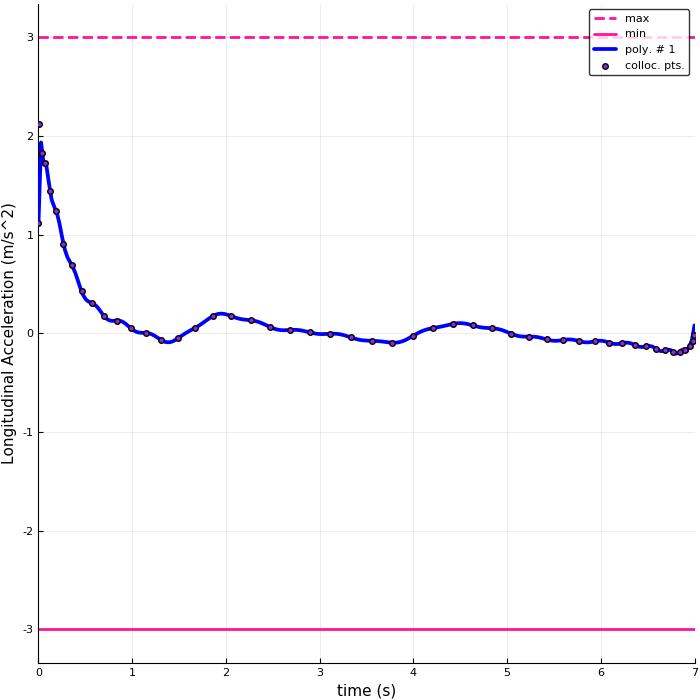 max
min
poly. # 1
colloc. pts.
Longitudinal Acceleration (m/s^2)
3
2
1
0
-1
-2
-3
0 1 2 3 4 5 6 7
time (s)